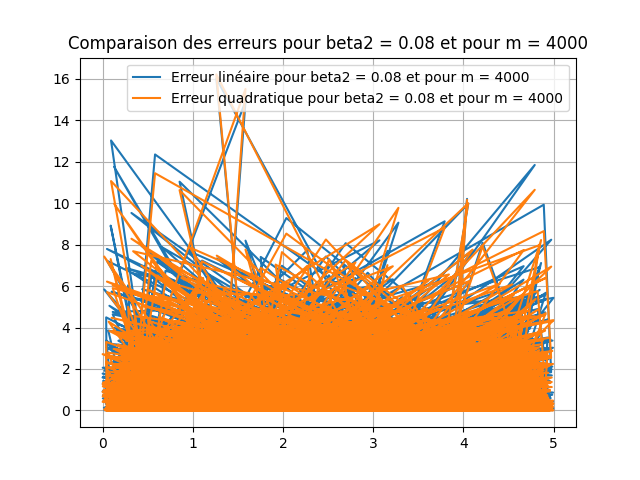 Comparaison des erreurs pour beta2 = 0.08 et pour m = 4000
Erreur linéaire pour beta2 = 0.08 et pour m = 4000
Erreur quadratique pour beta2 = 0.08 et pour m = 4000
16
14
12
10
8
6
4
2
0
0 1 2 3 4 5